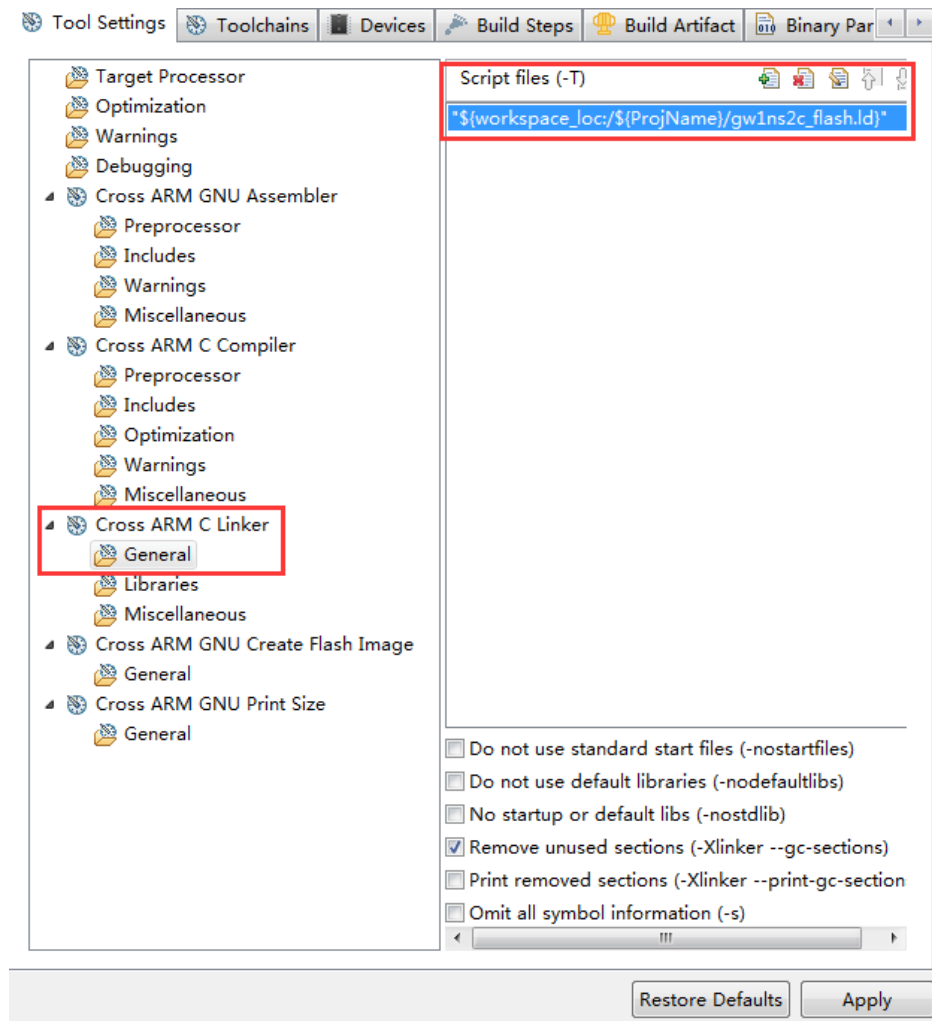 Tool Settings Toolchains Devices Build Steps Build Artifact Binary Par
Target Processor
Optimization
Warnings
Debugging
Cross ARM GNU Assembler
Preprocessor
Includes
Warnings
Miscellaneous
Cross ARM C Compiler
Preprocessor
Includes
Optimization
Warnings
Miscellaneous
Cross ARM C Linker
General
Libraries
Miscellaneous
Cross ARM GNU Create Flash Image
General
Cross ARM GNU Print Size
General
Script files (-T)
"${workspace_loc:/${ProjName}/gw1ns2c_flash.ld}"
Do not use standard start files (-nostartfiles)
Do not use default libraries (-nodefaultlibs)
No startup or default libs (-nostdlib)
Remove unused sections (-Xlinker --gc-sections)
Print removed sections (-Xlinker --print-gc-section
Omit all symbol information (-s)
Restore Defaults Apply